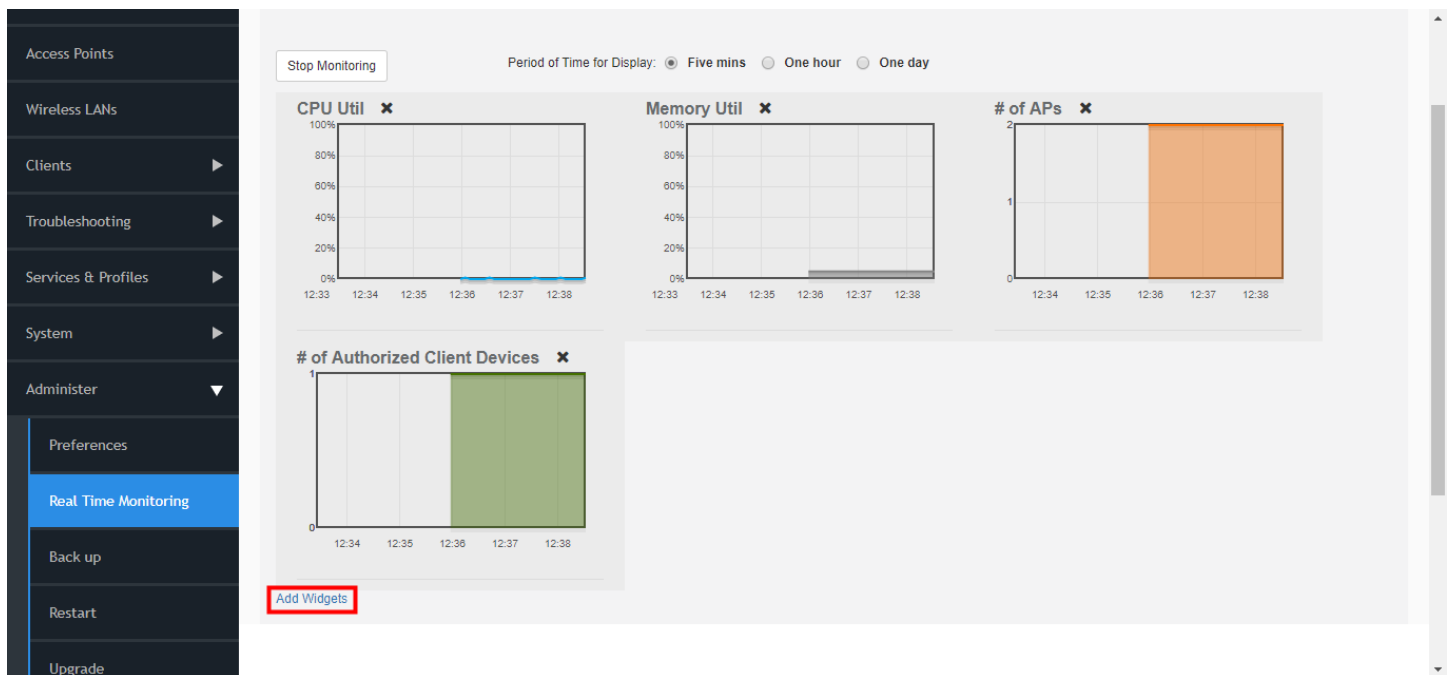 Access Points
Wireless LANs
Clients
Troubleshooting
Services & Profiles
System
Administer
Preferences
Real Time Monitoring
Back up
Restart
Upgrade
Stop Monitoring
Period of Time for Display: Five mins One hour One day
CPU Util
100%
80%
60%
40%
20%
0%
12:33 12:34 12:35 12:36 12:37 12:38
Memory Util
100%
80%
60%
40%
20%
0%
12:33 12:34 12:35 12:36 12:37 12:38
# of APs
2
1
0
12:34 12:35 12:36 12:37 12:38
# of Authorized Client Devices
1
0
12:34 12:35 12:36 12:37 12:38
Add Widgets